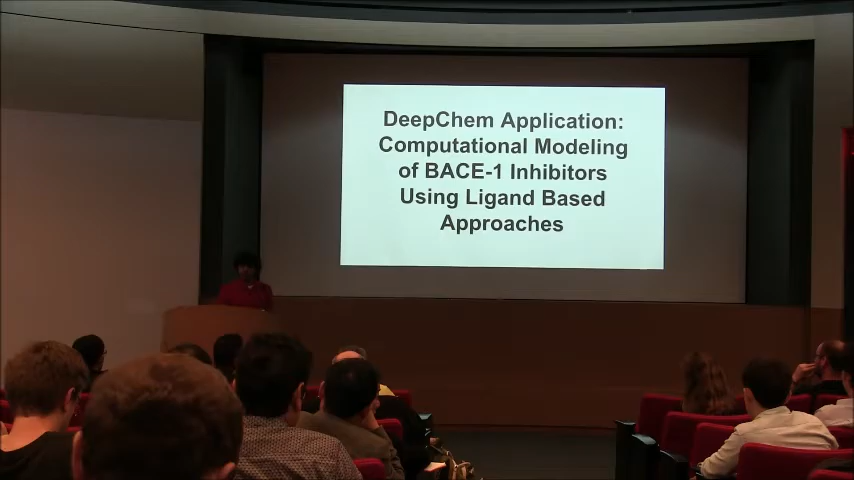 DeepChem Application:
Computational Modeling
of BACE-1 Inhibitors
Using Ligand Based
Approaches